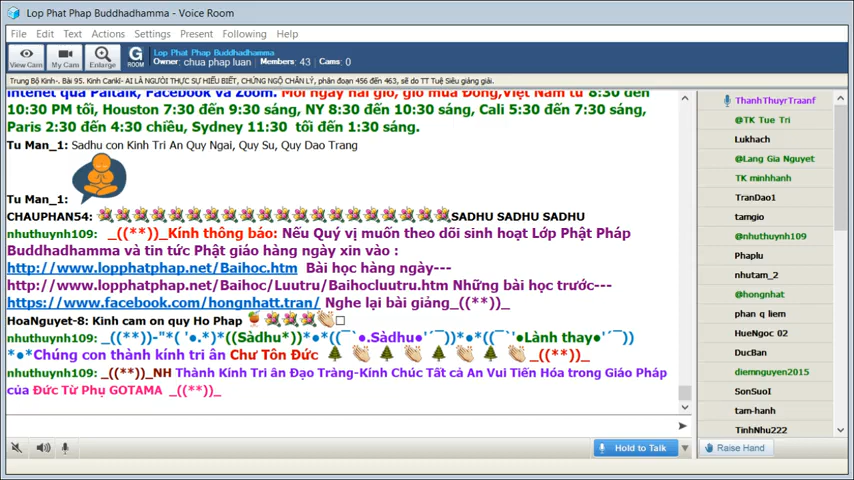 Lop Phat Phap Buddhadhamma - Voice Room
File Edit Text Actions Settings Present Following Help
View Cam My Cam Enlarge G ROOM
Lop Phat Phap Buddhadhamma
Owner: chua phap luan Members: 43 Cams: 0
Trung Bộ Kinh-. Bài 95. Kinh Cankì- AI LÀ NGƯỜI THỰC SỰ HIỂU BIẾT, CHỨNG NGỘ CHÂN LÝ, phân đoạn 456 đến 463, sẽ do TT Tuệ Siêu giảng giải.
Intenet qua Paltalk, Facebook và Zoom. Mỗi ngày hai giờ, giờ mùa Đông,Việt Nam từ 8:30 đến
10:30 PM tối, Houston 7:30 đến 9:30 sáng, NY 8:30 đến 10:30 sáng, Cali 5:30 đến 7:30 sáng,
Paris 2:30 đến 4:30 chiều, Sydney 11:30 tối đến 1:30 sáng.
Tu Man_1: Sadhu con Kinh Tri An Quy Ngai, Quy Su, Quy Dao Trang
Tu Man_1:
CHAUPHAN54: SADHU SADHU SADHU
nhuthuynh109: _((**))_Kính thông báo: Nếu Quý vị muốn theo dõi sinh hoạt Lớp Phật Pháp
Buddhadhamma và tin tức Phật giáo hàng ngày xin vào :
http://www.lopphatphap.net/Baihoc.htm Bài học hàng ngày---
http://www.lopphatphap.net/Baihoc/Luutru/Baihocluutru.htm Những bài học trước---
https://www.facebook.com/hongnhatt.tran/ Nghe lại bài giảng_((**))_
HoaNguyet-8: Kinh cam on quy Ho Phap
nhuthuynh109: _((**))-"*( '●.*)*((Sàdhu*))*●*((¯`●.Sàdhu●'´¯))*●*((¯`'●Lành thay●'´¯))
*●*Chúng con thành kính tri ân Chư Tôn Đức _((**))_
nhuthuynh109: _((**))_NH Thành Kính Tri ân Đạo Tràng-Kính Chúc Tất cả An Vui Tiến Hóa trong Giáo Pháp
của Đức Từ Phụ GOTAMA _((**))_
ThanhThuyrTraanf
@TK Tue Tri
Lukhach
@Lang Gia Nguyet
TK minhhanh
TranDao1
tamgio
@nhuthuynh109
Phaplu
nhutam_2
@hongnhat
phan q liem
HueNgoc 02
DucBan
diemnguyen2015
SonSuoI
tam-hanh
TinhNhu222
Hold to Talk
Raise Hand